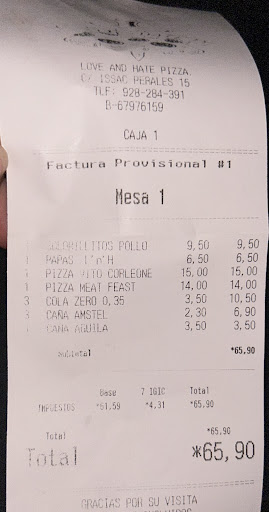 LOVE AND HATE PIZZA.
C/ ISSAC PERALES 15
TLF: 928-284-391
B-67976159
CAJA 1
Factura Provisional #1
Mesa 1
POLLO 9,50 9,50
1 PAPAS 6,50 6,50
1 PIZZA VITO CORLEONE 15,00 15,00
1 PIZZA MEAT FEAST 14,00 14,00
3 COLA ZERO 0,35 3,50 10,50
3 CAÑA AMSTEL 2,30 6,90
CAÑA AGUILA 3,50 3,50
Subtotal *65,90
Base 7 IGIC Total
IMPUESTOS *61,59 *4,31 *65,90
Total *65,90
Total *65,90
GRACIAS POR SU VISITA